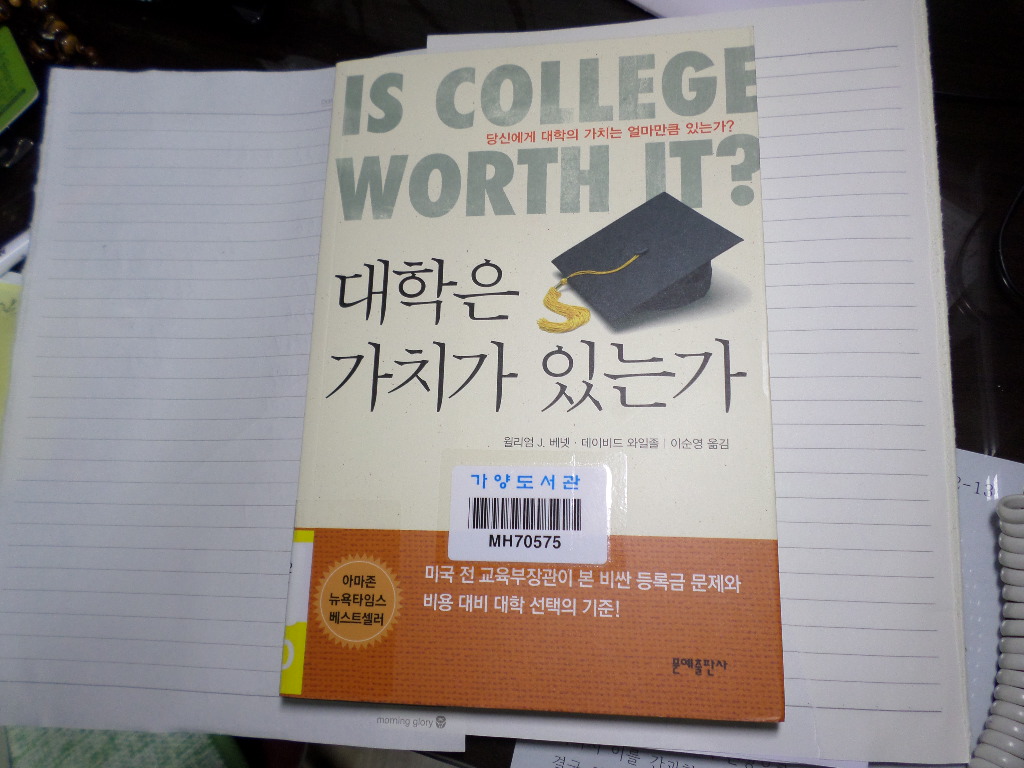 IS COLLEGE
당신에게 대학의 가치는 얼마만큼 있는가?
WORTH IT?
대학은
가치가 있는가
윌리엄 J. 베넷 · 데이비드 와일졸 | 이순영 옮김
가양도서관
MH70575
아마존
뉴욕타임스
베스트셀러
미국 전 교육부장관이 본 비싼 등록금 문제와
비용 대비 대학 선택의 기준!
문예출판사
morning glory
2-13